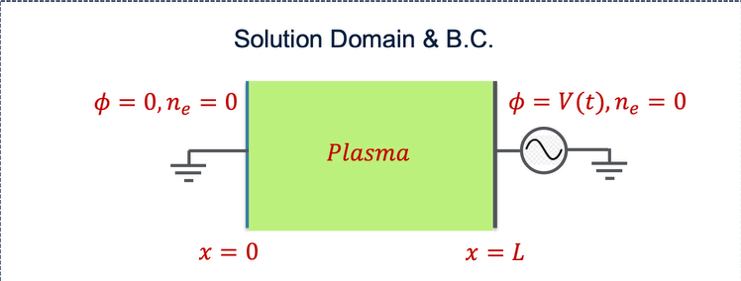 Solution Domain & B.C.
ϕ = 0, nₑ = 0
ϕ = V(t), nₑ = 0
Plasma
x = 0
x = L